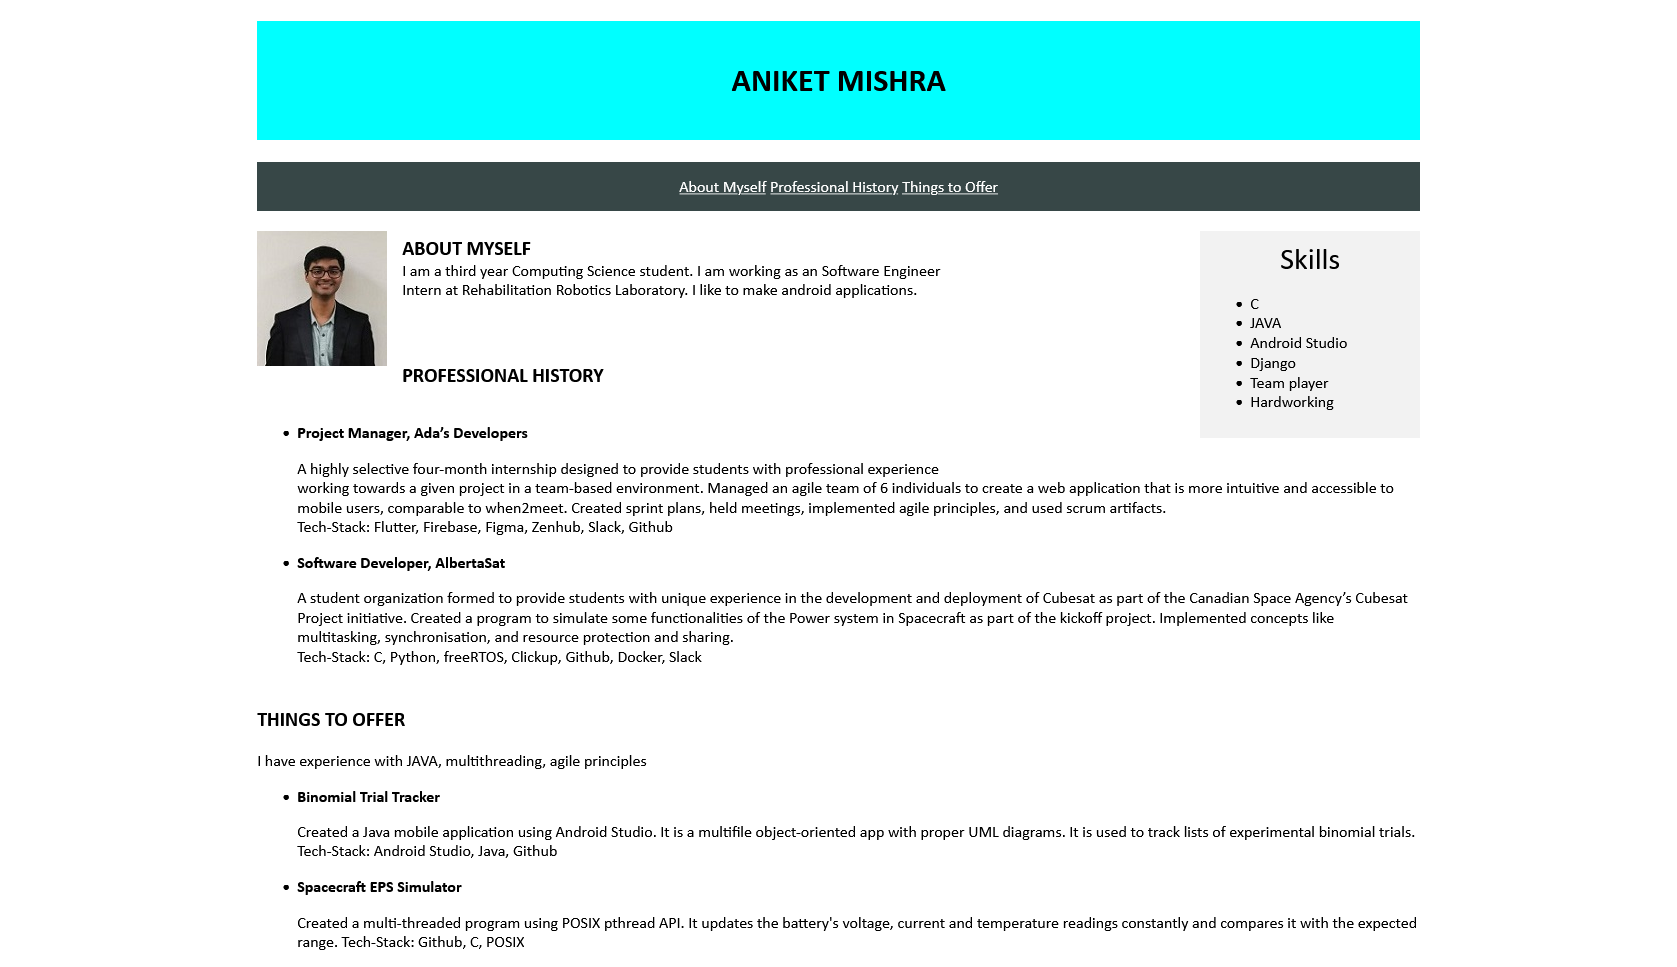 ANIKET MISHRA
About Myself Professional History Things to Offer
ABOUT MYSELF
I am a third year Computing Science student. I am working as an Software Engineer
Intern at Rehabilitation Robotics Laboratory. I like to make android applications.
Skills
C
JAVA
Android Studio
Django
Team player
Hardworking
PROFESSIONAL HISTORY
Project Manager, Ada’s Developers
A highly selective four-month internship designed to provide students with professional experience
working towards a given project in a team-based environment. Managed an agile team of 6 individuals to create a web application that is more intuitive and accessible to
mobile users, comparable to when2meet. Created sprint plans, held meetings, implemented agile principles, and used scrum artifacts.
Tech-Stack: Flutter, Firebase, Figma, Zenhub, Slack, Github
Software Developer, AlbertaSat
A student organization formed to provide students with unique experience in the development and deployment of Cubesat as part of the Canadian Space Agency’s Cubesat
Project initiative. Created a program to simulate some functionalities of the Power system in Spacecraft as part of the kickoff project. Implemented concepts like
multitasking, synchronisation, and resource protection and sharing.
Tech-Stack: C, Python, freeRTOS, Clickup, Github, Docker, Slack
THINGS TO OFFER
I have experience with JAVA, multithreading, agile principles
Binomial Trial Tracker
Created a Java mobile application using Android Studio. It is a multifile object-oriented app with proper UML diagrams. It is used to track lists of experimental binomial trials.
Tech-Stack: Android Studio, Java, Github
Spacecraft EPS Simulator
Created a multi-threaded program using POSIX pthread API. It updates the battery's voltage, current and temperature readings constantly and compares it with the expected
range. Tech-Stack: Github, C, POSIX